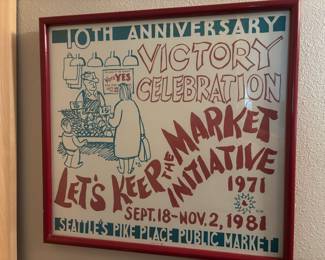 10TH ANNIVERSARY
VICTORY
CELEBRATION
VOTE YES
LET'S KEEP THE MARKET
INITIATIVE
1971
SEPT. 18-NOV. 2, 1981
SEATTLE'S PIKE PLACE PUBLIC MARKET